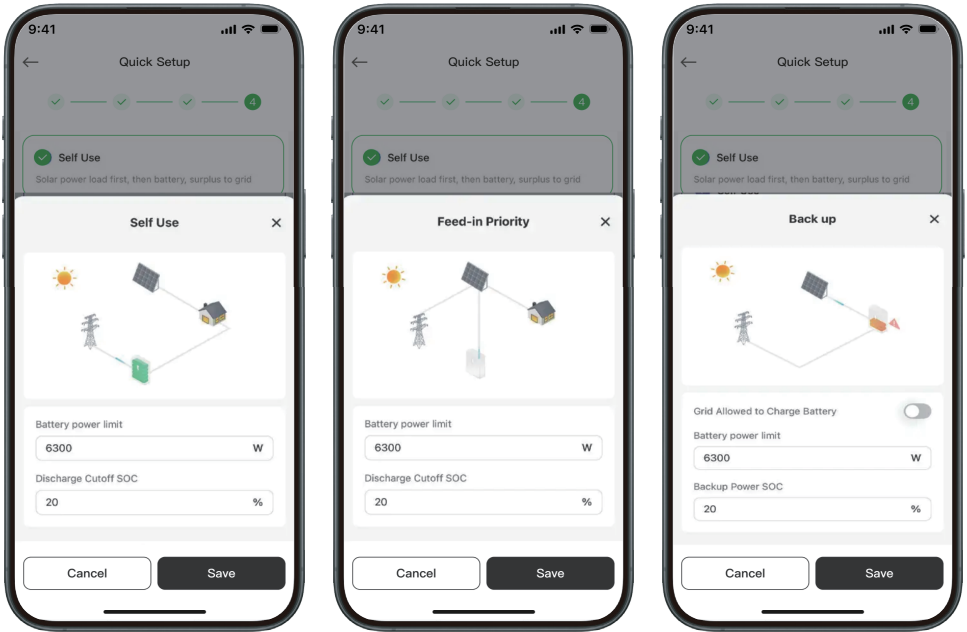 9:41
Quick Setup
4
Self Use
Solar power load first, then battery, surplus to grid
Self Use
Battery power limit
6300 W
Discharge Cutoff SOC
20 %
Cancel Save
9:41
Quick Setup
4
Self Use
Solar power load first, then battery, surplus to grid
Feed-in Priority
Battery power limit
6300 W
Discharge Cutoff SOC
20 %
Cancel Save
9:41
Quick Setup
4
Self Use
Solar power load first, then battery, surplus to grid
Self Use
Back up
Grid Allowed to Charge Battery
Battery power limit
6300 W
Backup Power SOC
20 %
Cancel Save